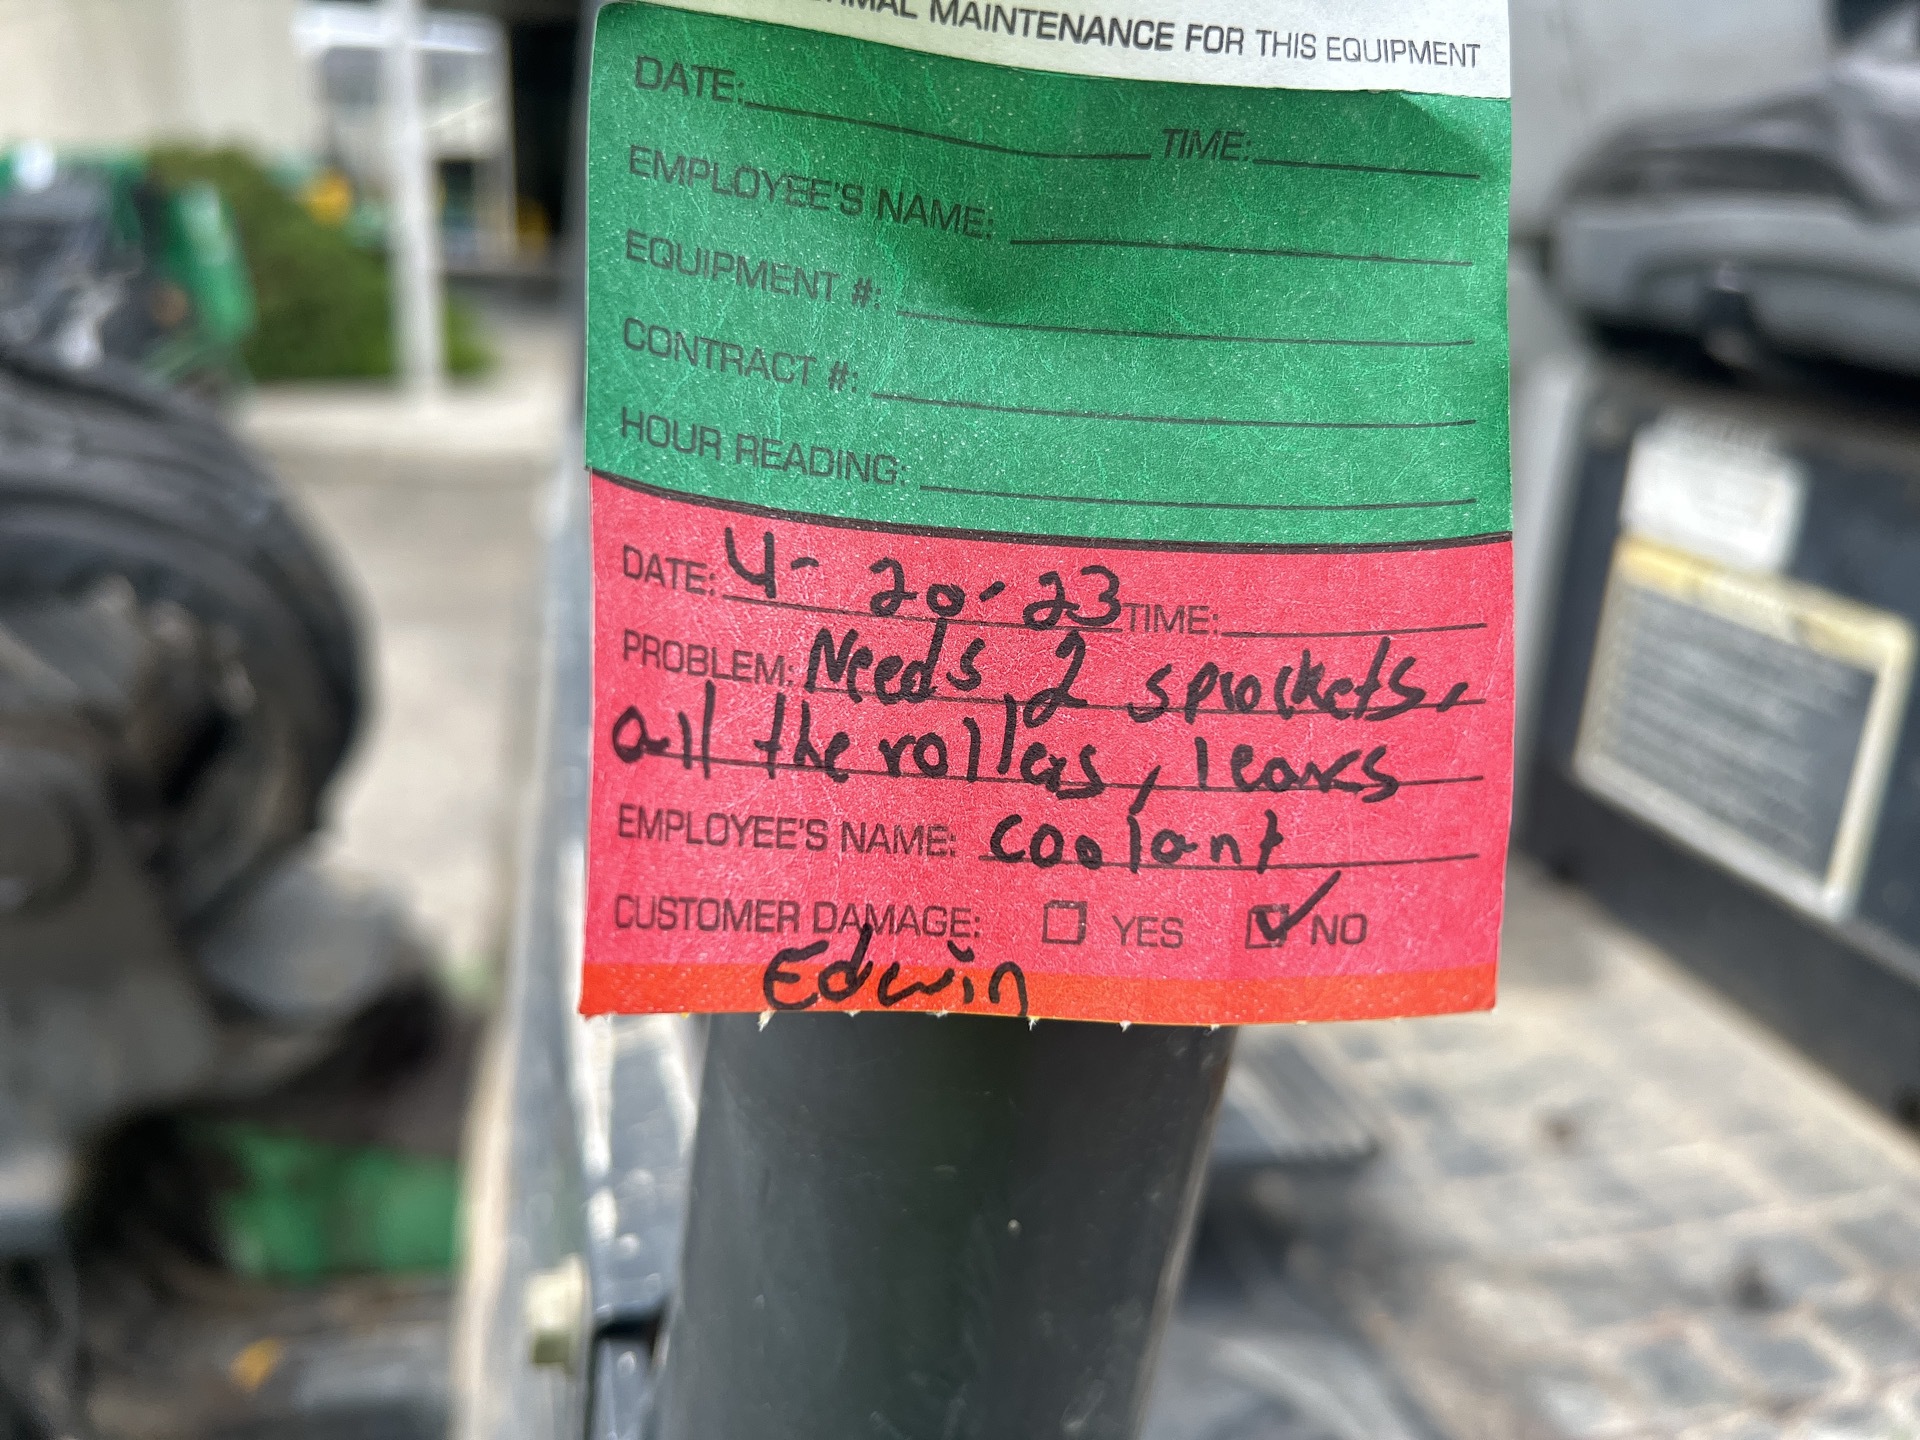 MAINTENANCE FOR THIS EQUIPMENT
DATE: TIME:
EMPLOYEE'S NAME:
EQUIPMENT #:
CONTRACT #:
HOUR READING:
DATE: 4-20-23 TIME:
PROBLEM: Needs 2 sprockets,
all the rollers, leaks
EMPLOYEE'S NAME: coolant
CUSTOMER DAMAGE: YES ✓ NO
Edwin